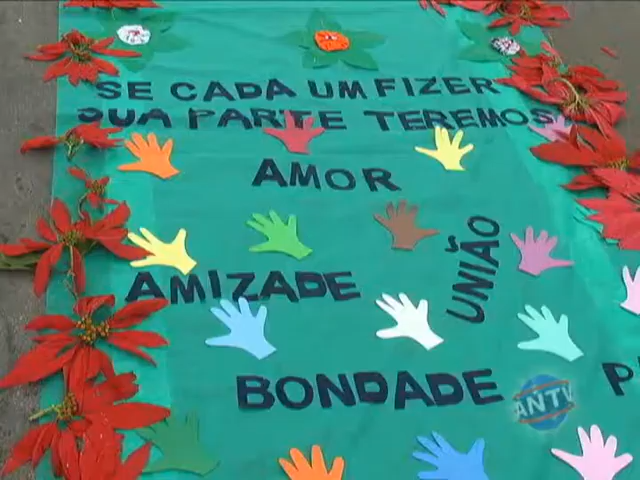 SE CADA UM FIZER
SUA PARTE TEREMOS
AMOR
UNIÃO
AMIZADE
BONDADE
ANTV